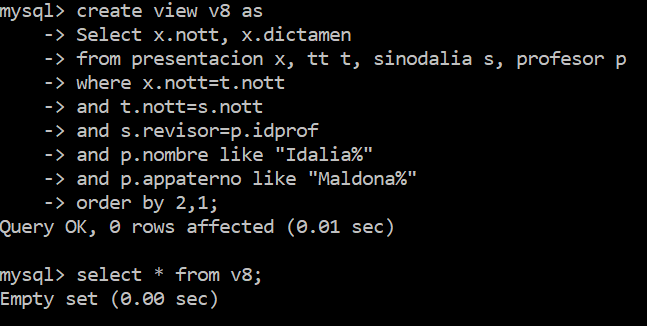 mysql> create view v8 as
    -> Select x.nott, x.dictamen
    -> from presentacion x, tt t, sinodalia s, profesor p
    -> where x.nott=t.nott
    -> and t.nott=s.nott
    -> and s.revisor=p.idprof
    -> and p.nombre like "Idalia%"
    -> and p.appaterno like "Maldona%"
    -> order by 2,1;
Query OK, 0 rows affected (0.01 sec)
mysql> select * from v8;
Empty set (0.00 sec)